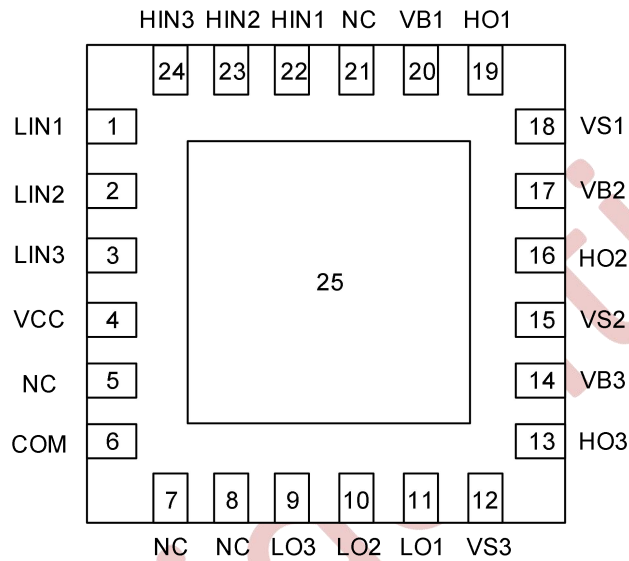 HIN3 HIN2 HIN1 NC VB1 HO1
24 23 22 21 20 19
LIN1 1 18 VS1
LIN2 2 17 VB2
LIN3 3 16 HO2
25
VCC 4 15 VS2
NC 5 14 VB3
COM 6 13 HO3
7 8 9 10 11 12
NC NC LO3 LO2 LO1 VS3